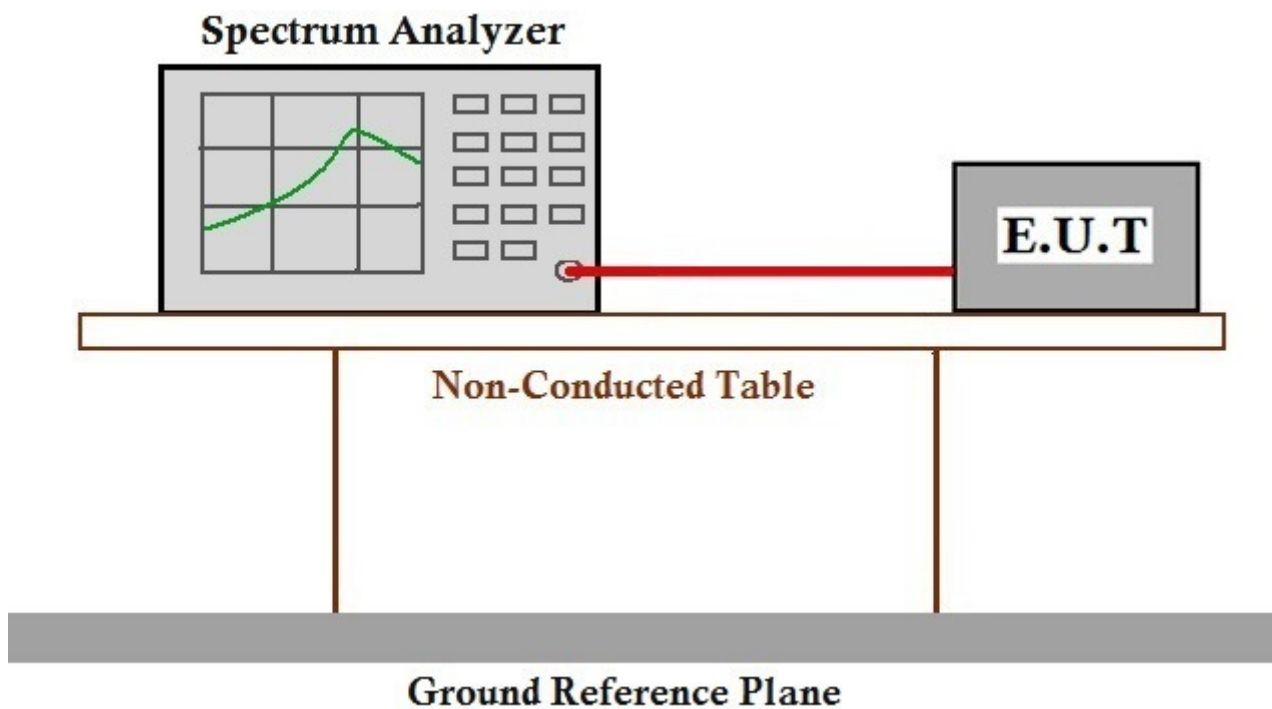 Spectrum Analyzer
E.U.T
Non-Conducted Table
Ground Reference Plane